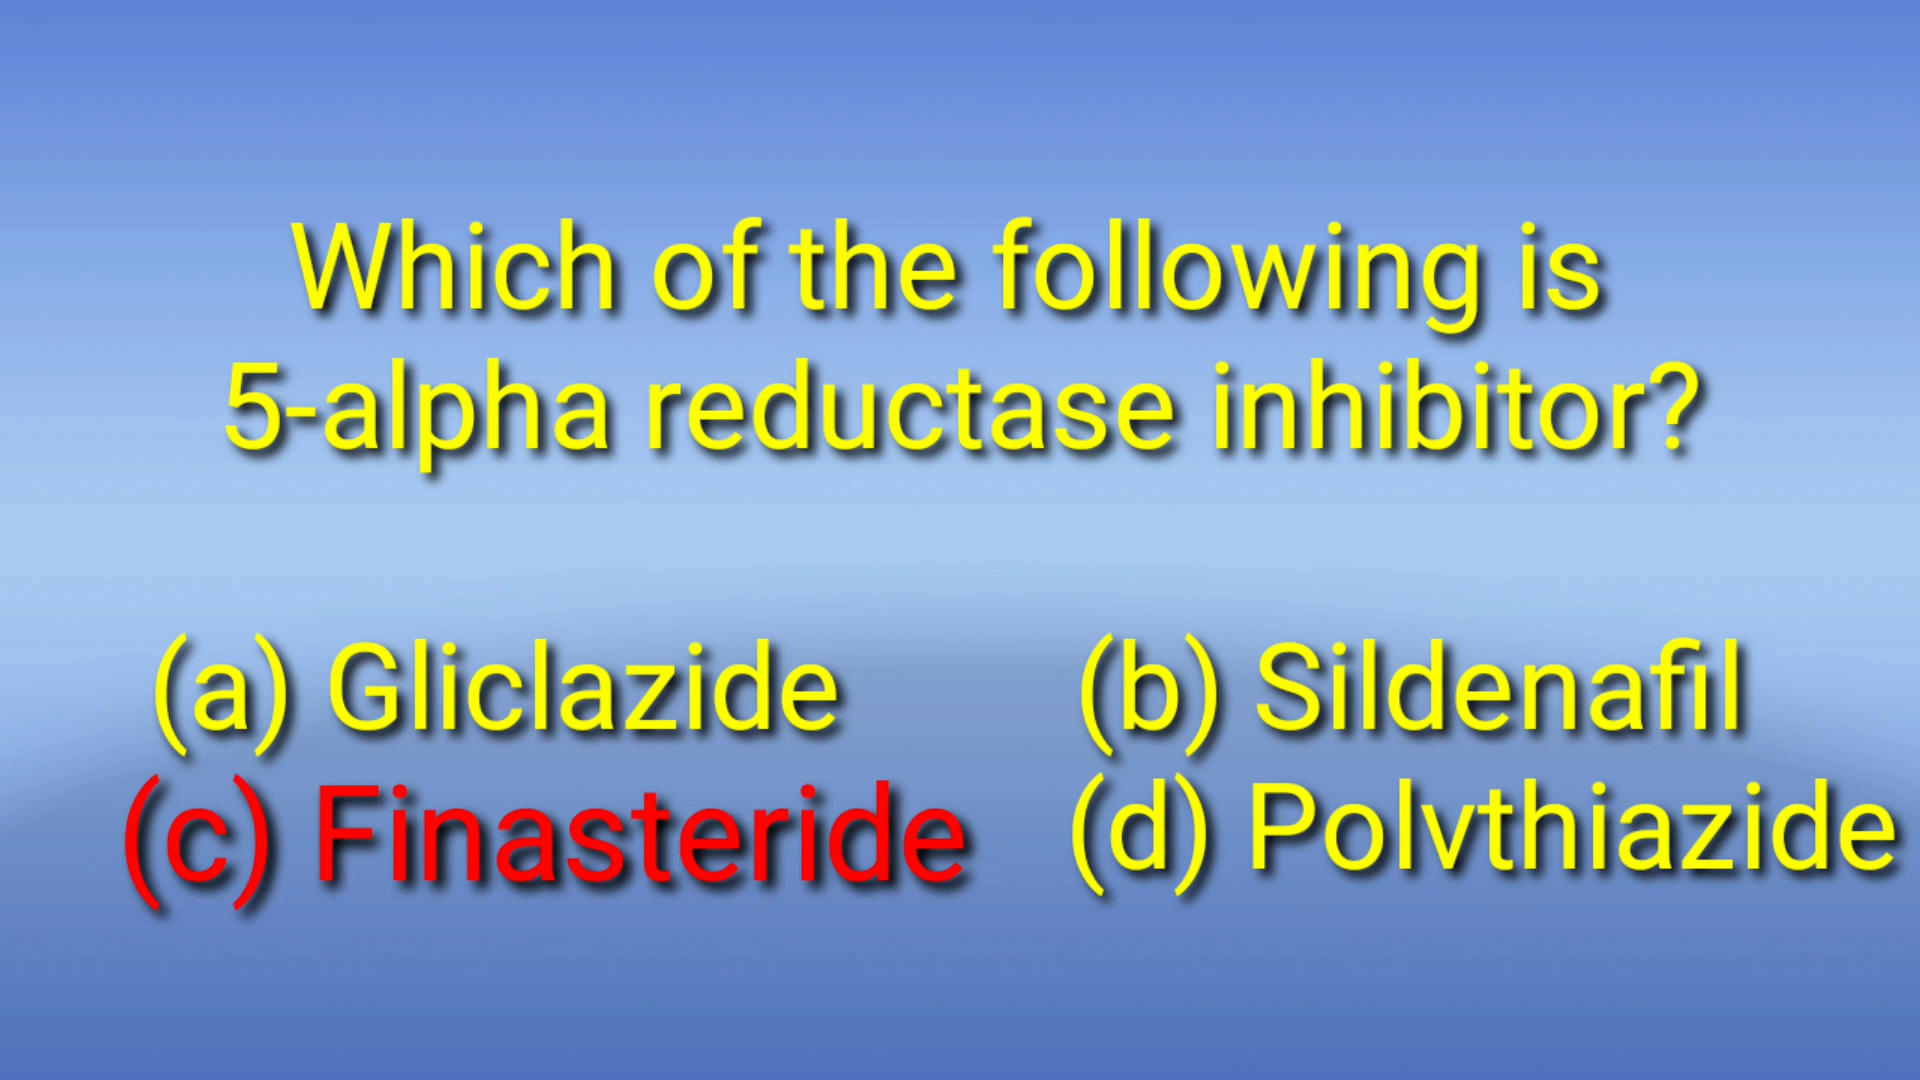 Which of the following is
5-alpha reductase inhibitor?
(a) Gliclazide (b) Sildenafil
(c) Finasteride (d) Polvthiazide